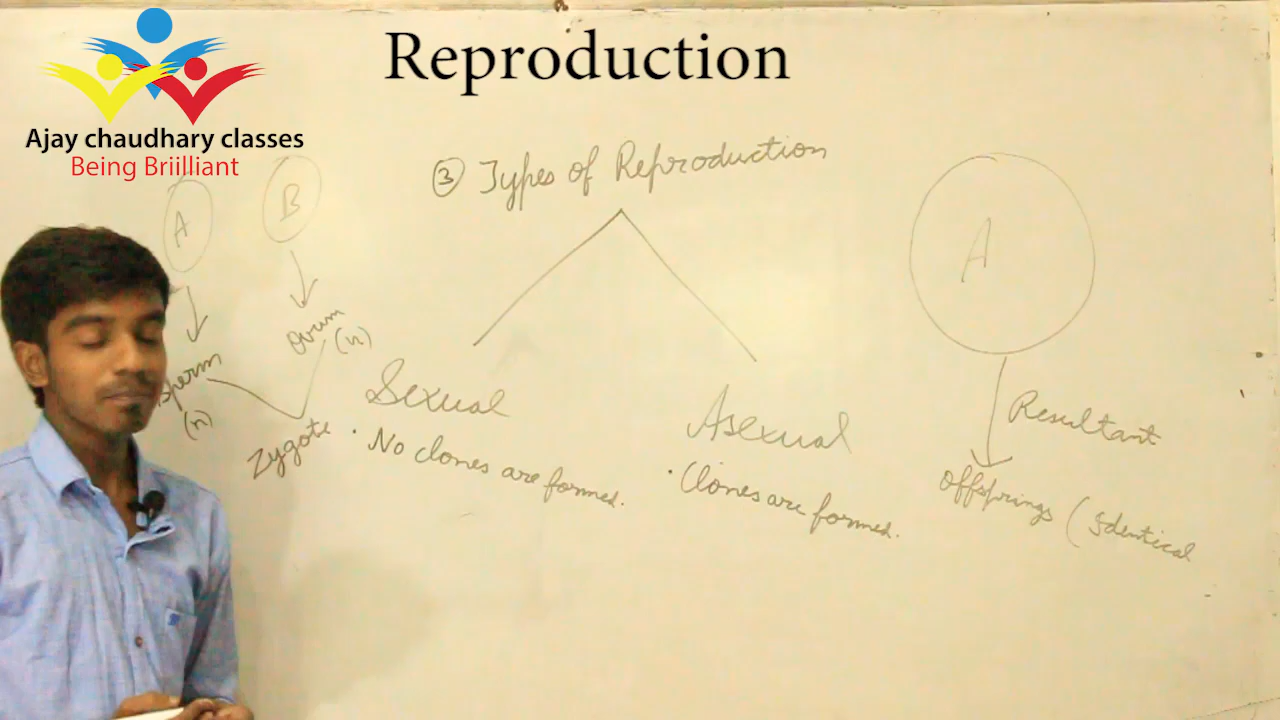 Reproduction
Ajay chaudhary classes
Being Briilliant
③ Types of Reproduction
A
B
Sperm
(n)
Ovum
(n)
Zygote
Sexual
• No clones are formed.
Asexual
• Clones are formed.
A
Resultant
offsprings (Identical